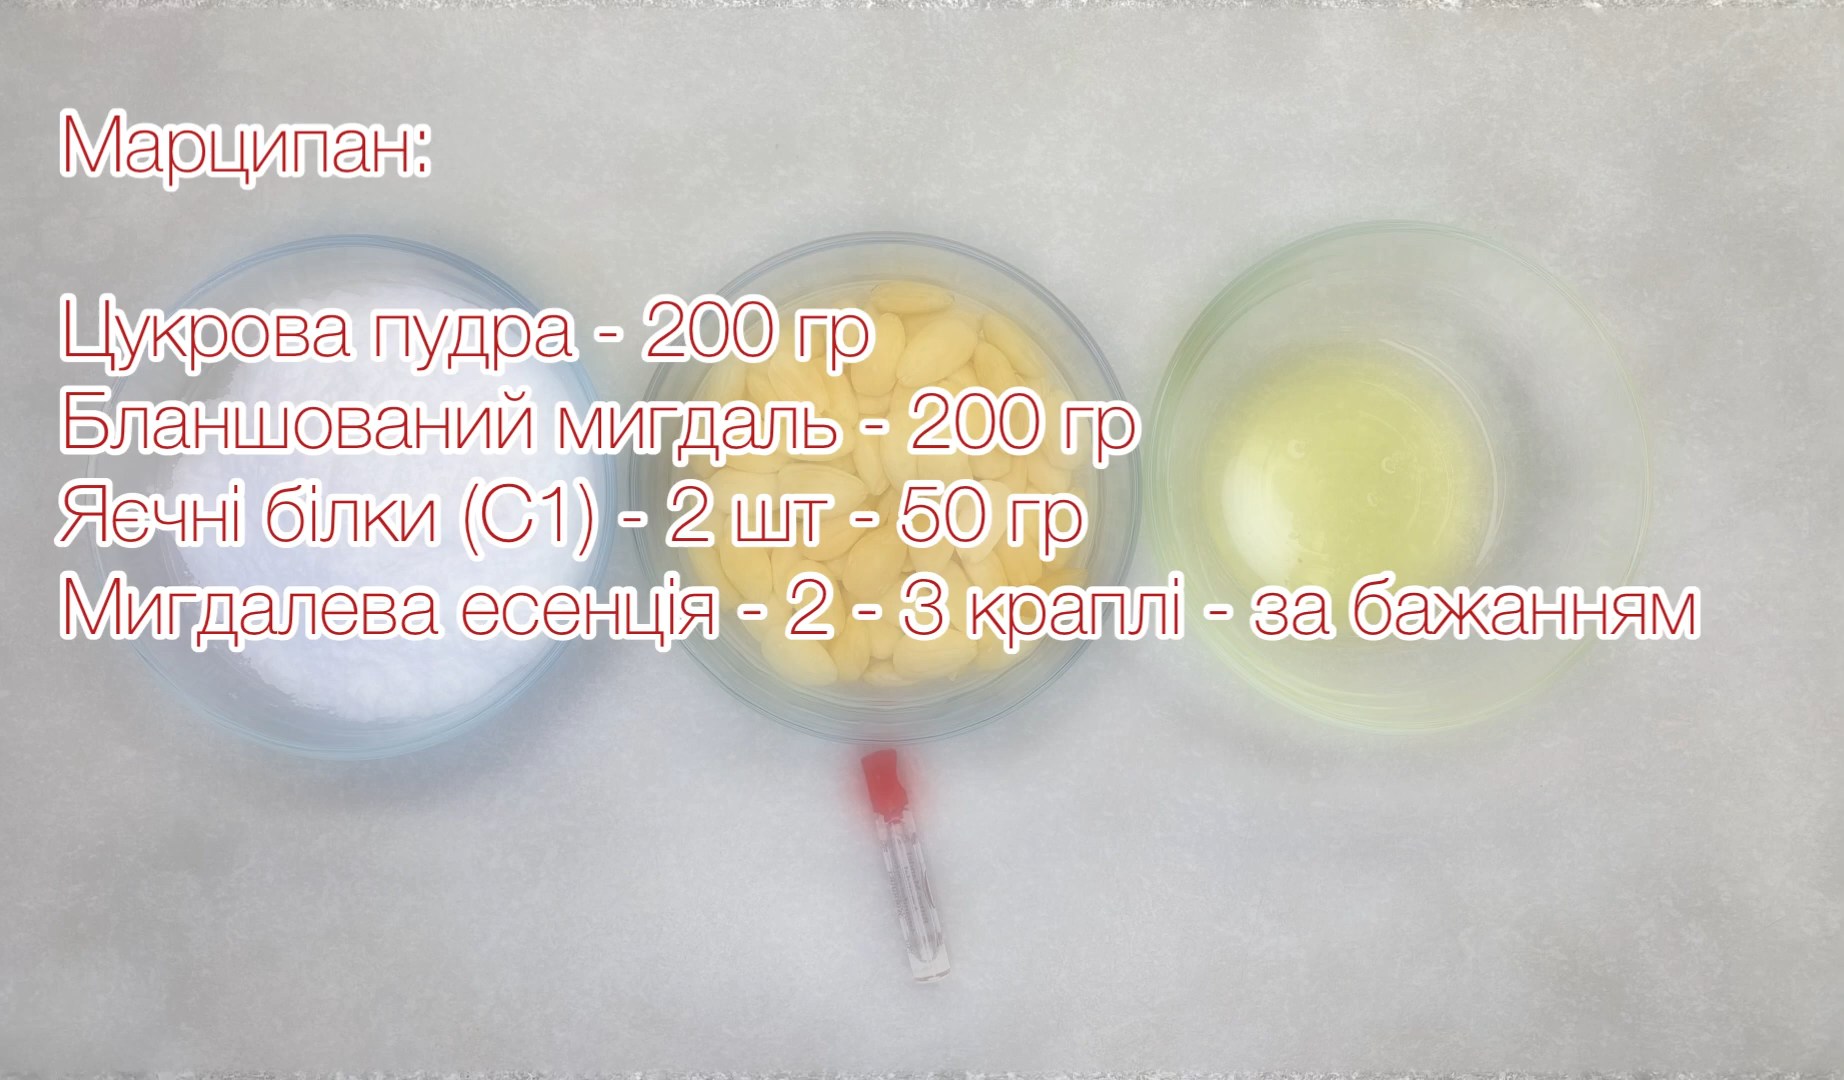 Марципан:
Цукрова пудра - 200 гр
Бланшований мигдаль - 200 гр
Яєчні білки (С1) - 2 шт - 50 гр
Мигдалева есенція - 2 - 3 краплі - за бажанням